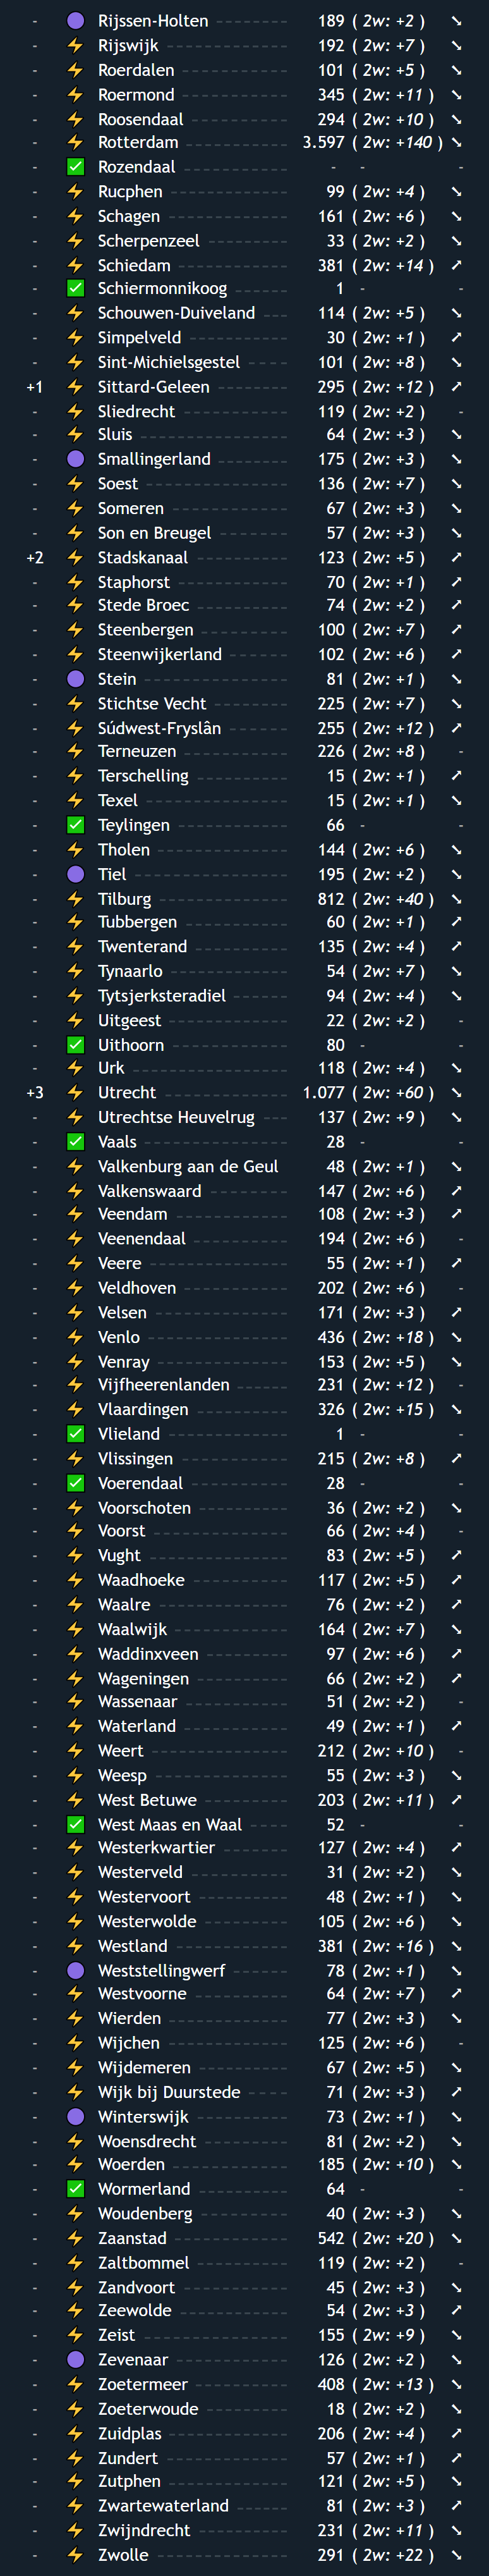 - 🟣 Rijssen-Holten 189 ( 2w: +2 ) ➘
- ⚡ Rijswijk 192 ( 2w: +7 ) ➘
- ⚡ Roerdalen 101 ( 2w: +5 ) ➘
- ⚡ Roermond 345 ( 2w: +11 ) ➘
- ⚡ Roosendaal 294 ( 2w: +10 ) ➘
- ⚡ Rotterdam 3.597 ( 2w: +140 ) ➘
- ✅ Rozendaal - - -
- ⚡ Rucphen 99 ( 2w: +4 ) ➘
- ⚡ Schagen 161 ( 2w: +6 ) ➘
- ⚡ Scherpenzeel 33 ( 2w: +2 ) ➘
- ⚡ Schiedam 381 ( 2w: +14 ) ➚
- ✅ Schiermonnikoog 1 - -
- ⚡ Schouwen-Duiveland 114 ( 2w: +5 ) ➘
- ⚡ Simpelveld 30 ( 2w: +1 ) ➚
- ⚡ Sint-Michielsgestel 101 ( 2w: +8 ) ➘
+1 ⚡ Sittard-Geleen 295 ( 2w: +12 ) ➚
- ⚡ Sliedrecht 119 ( 2w: +2 ) -
- ⚡ Sluis 64 ( 2w: +3 ) ➘
- 🟣 Smallingerland 175 ( 2w: +3 ) ➘
- ⚡ Soest 136 ( 2w: +7 ) ➘
- ⚡ Someren 67 ( 2w: +3 ) ➘
- ⚡ Son en Breugel 57 ( 2w: +3 ) ➘
+2 ⚡ Stadskanaal 123 ( 2w: +5 ) ➚
- ⚡ Staphorst 70 ( 2w: +1 ) ➚
- ⚡ Stede Broec 74 ( 2w: +2 ) ➚
- ⚡ Steenbergen 100 ( 2w: +7 ) ➚
- ⚡ Steenwijkerland 102 ( 2w: +6 ) ➚
- 🟣 Stein 81 ( 2w: +1 ) ➘
- ⚡ Stichtse Vecht 225 ( 2w: +7 ) ➘
- ⚡ Súdwest-Fryslân 255 ( 2w: +12 ) ➚
- ⚡ Terneuzen 226 ( 2w: +8 ) -
- ⚡ Terschelling 15 ( 2w: +1 ) ➚
- ⚡ Texel 15 ( 2w: +1 ) ➘
- ✅ Teylingen 66 - -
- ⚡ Tholen 144 ( 2w: +6 ) ➘
- 🟣 Tiel 195 ( 2w: +2 ) ➘
- ⚡ Tilburg 812 ( 2w: +40 ) ➘
- ⚡ Tubbergen 60 ( 2w: +1 ) ➚
- ⚡ Twenterand 135 ( 2w: +4 ) ➚
- ⚡ Tynaarlo 54 ( 2w: +7 ) ➘
- ⚡ Tytsjerksteradiel 94 ( 2w: +4 ) ➘
- ⚡ Uitgeest 22 ( 2w: +2 ) -
- ✅ Uithoorn 80 - -
- ⚡ Urk 118 ( 2w: +4 ) ➘
+3 ⚡ Utrecht 1.077 ( 2w: +60 ) ➘
- ⚡ Utrechtse Heuvelrug 137 ( 2w: +9 ) ➘
- ✅ Vaals 28 - -
- ⚡ Valkenburg aan de Geul 48 ( 2w: +1 ) ➘
- ⚡ Valkenswaard 147 ( 2w: +6 ) ➚
- ⚡ Veendam 108 ( 2w: +3 ) ➚
- ⚡ Veenendaal 194 ( 2w: +6 ) -
- ⚡ Veere 55 ( 2w: +1 ) ➚
- ⚡ Veldhoven 202 ( 2w: +6 ) -
- ⚡ Velsen 171 ( 2w: +3 ) ➚
- ⚡ Venlo 436 ( 2w: +18 ) ➘
- ⚡ Venray 153 ( 2w: +5 ) ➘
- ⚡ Vijfheerenlanden 231 ( 2w: +12 ) -
- ⚡ Vlaardingen 326 ( 2w: +15 ) ➘
- ✅ Vlieland 1 - -
- ⚡ Vlissingen 215 ( 2w: +8 ) ➚
- ✅ Voerendaal 28 - -
- ⚡ Voorschoten 36 ( 2w: +2 ) ➘
- ⚡ Voorst 66 ( 2w: +4 ) -
- ⚡ Vught 83 ( 2w: +5 ) ➚
- ⚡ Waadhoeke 117 ( 2w: +5 ) ➚
- ⚡ Waalre 76 ( 2w: +2 ) ➚
- ⚡ Waalwijk 164 ( 2w: +7 ) ➘
- ⚡ Waddinxveen 97 ( 2w: +6 ) ➚
- ⚡ Wageningen 66 ( 2w: +2 ) ➚
- ⚡ Wassenaar 51 ( 2w: +2 ) -
- ⚡ Waterland 49 ( 2w: +1 ) ➚
- ⚡ Weert 212 ( 2w: +10 ) -
- ⚡ Weesp 55 ( 2w: +3 ) ➘
- ⚡ West Betuwe 203 ( 2w: +11 ) ➚
- ✅ West Maas en Waal 52 - -
- ⚡ Westerkwartier 127 ( 2w: +4 ) ➚
- ⚡ Westerveld 31 ( 2w: +2 ) ➘
- ⚡ Westervoort 48 ( 2w: +1 ) ➘
- ⚡ Westerwolde 105 ( 2w: +6 ) ➘
- ⚡ Westland 381 ( 2w: +16 ) ➘
- 🟣 Weststellingwerf 78 ( 2w: +1 ) ➘
- ⚡ Westvoorne 64 ( 2w: +7 ) ➚
- ⚡ Wierden 77 ( 2w: +3 ) ➘
- ⚡ Wijchen 125 ( 2w: +6 ) -
- ⚡ Wijdemeren 67 ( 2w: +5 ) ➘
- ⚡ Wijk bij Duurstede 71 ( 2w: +3 ) ➚
- 🟣 Winterswijk 73 ( 2w: +1 ) ➘
- ⚡ Woensdrecht 81 ( 2w: +2 ) ➘
- ⚡ Woerden 185 ( 2w: +10 ) ➘
- ✅ Wormerland 64 - -
- ⚡ Woudenberg 40 ( 2w: +3 ) ➘
- ⚡ Zaanstad 542 ( 2w: +20 ) ➘
- ⚡ Zaltbommel 119 ( 2w: +2 ) -
- ⚡ Zandvoort 45 ( 2w: +3 ) ➘
- ⚡ Zeewolde 54 ( 2w: +3 ) ➚
- ⚡ Zeist 155 ( 2w: +9 ) ➘
- 🟣 Zevenaar 126 ( 2w: +2 ) ➘
- ⚡ Zoetermeer 408 ( 2w: +13 ) ➘
- ⚡ Zoeterwoude 18 ( 2w: +2 ) ➘
- ⚡ Zuidplas 206 ( 2w: +4 ) ➚
- ⚡ Zundert 57 ( 2w: +1 ) ➚
- ⚡ Zutphen 121 ( 2w: +5 ) ➘
- ⚡ Zwartewaterland 81 ( 2w: +3 ) ➚
- ⚡ Zwijndrecht 231 ( 2w: +11 ) ➘
- ⚡ Zwolle 291 ( 2w: +22 ) ➘